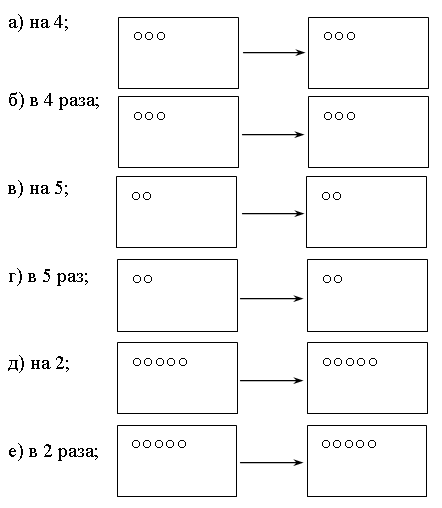 а) на 4;
б) в 4 раза;
в) на 5;
г) в 5 раз;
д) на 2;
е) в 2 раза;